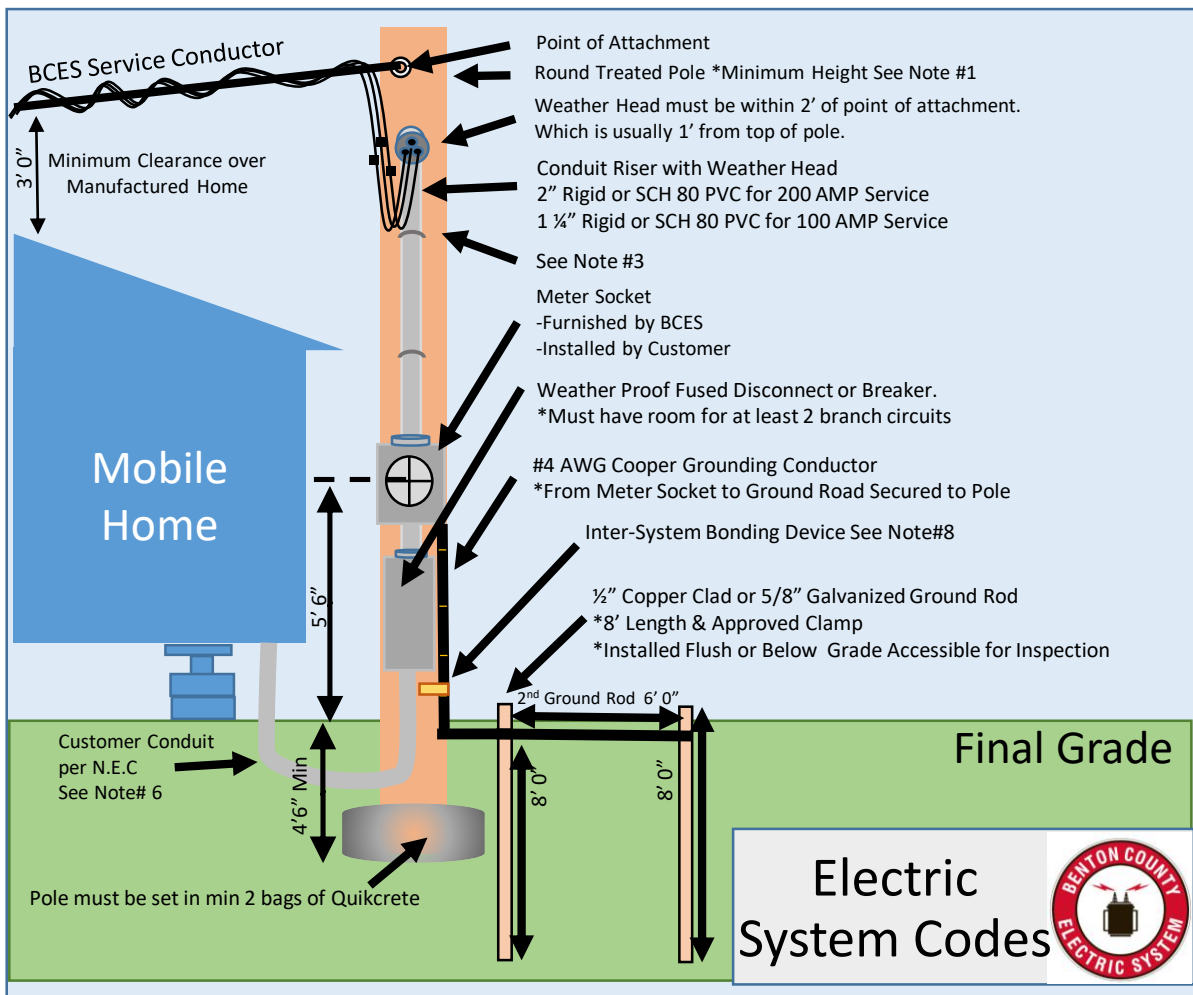 BCES Service Conductor
Point of Attachment
Round Treated Pole *Minimum Height See Note #1
Weather Head must be within 2' of point of attachment.
Which is usually 1' from top of pole.
3' 0"
Minimum Clearance over
Manufactured Home
Conduit Riser with Weather Head
2" Rigid or SCH 80 PVC for 200 AMP Service
1 ¼" Rigid or SCH 80 PVC for 100 AMP Service
See Note #3
Meter Socket
-Furnished by BCES
-Installed by Customer
Weather Proof Fused Disconnect or Breaker.
*Must have room for at least 2 branch circuits
Mobile
Home
#4 AWG Cooper Grounding Conductor
*From Meter Socket to Ground Road Secured to Pole
Inter-System Bonding Device See Note#8
5' 6"
½" Copper Clad or 5/8" Galvanized Ground Rod
*8' Length & Approved Clamp
*Installed Flush or Below Grade Accessible for Inspection
2nd Ground Rod 6' 0"
Customer Conduit
per N.E.C
See Note# 6
4'6" Min
8' 0"
8' 0"
Final Grade
Pole must be set in min 2 bags of Quikcrete
Electric
System Codes
BENTON COUNTY
ELECTRIC SYSTEM